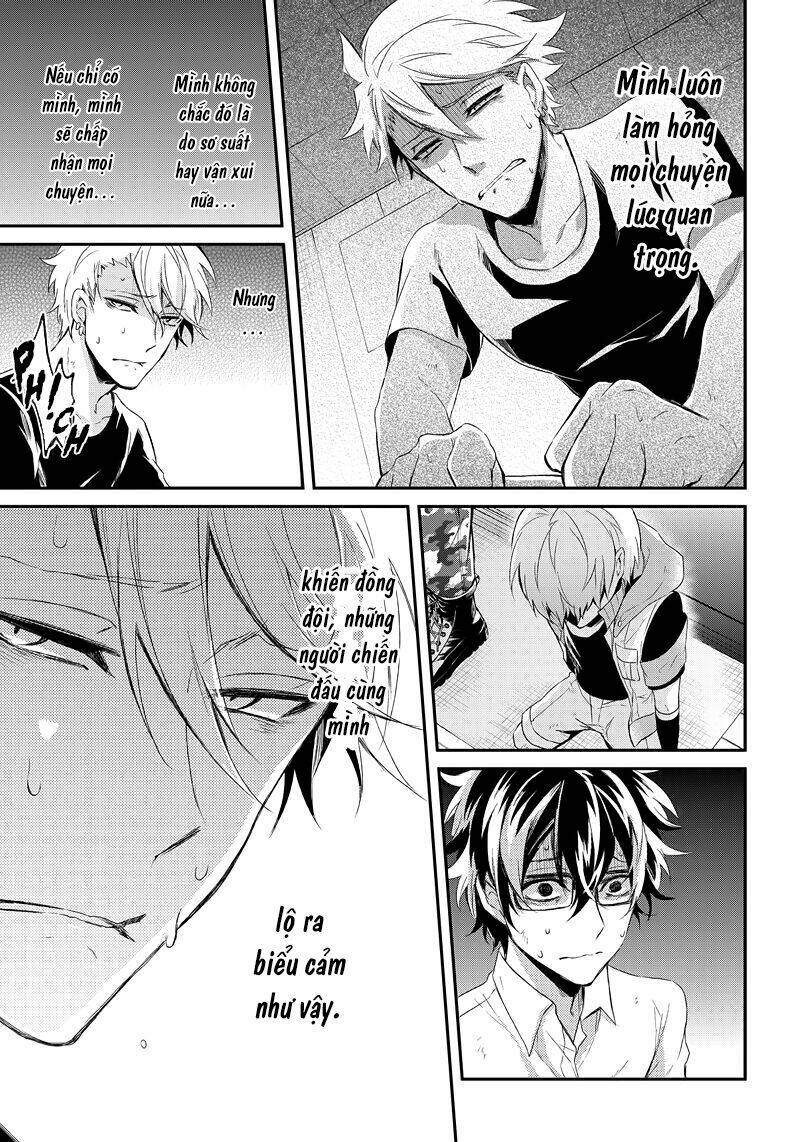 Mình luôn
làm hỏng
mọi chuyện
lúc quan
trọng.
Mình không
chắc đó là
do sơ suất
hay vận xui
nữa...
Nếu chỉ có
mình, mình
sẽ chấp
nhận mọi
chuyện...
Nhưng
...
PHỊCH
khiến đồng
đội, những
người chiến
đấu cùng
mình
lộ ra
biểu cảm
như vậy.